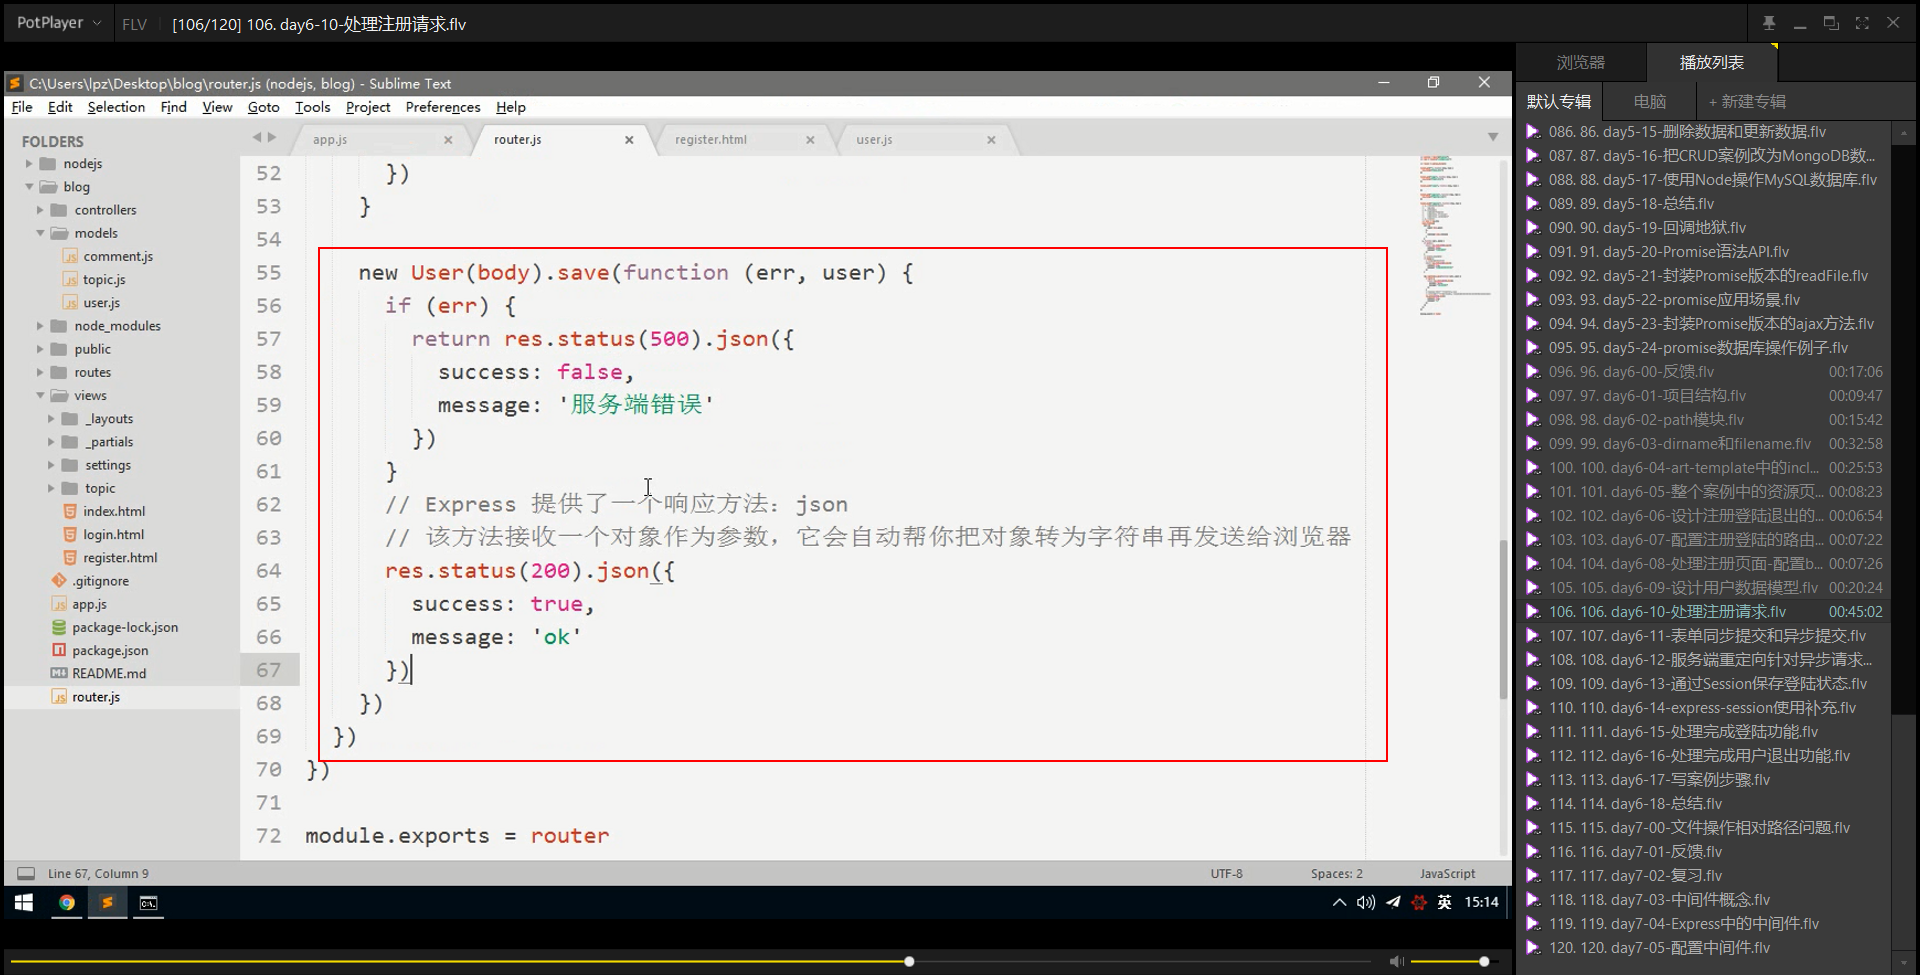 PotPlayer
FLV
[106/120] 106. day6-10-处理注册请求.flv
C:\Users\lpz\Desktop\blog\router.js (nodejs, blog) - Sublime Text
File Edit Selection Find View Goto Tools Project Preferences Help
FOLDERS
nodejs
blog
controllers
models
comment.js
topic.js
user.js
node_modules
public
routes
views
_layouts
_partials
settings
topic
index.html
login.html
register.html
.gitignore
app.js
package-lock.json
package.json
README.md
router.js
app.js
router.js
register.html
user.js
52 })
53 }
54
55 new User(body).save(function (err, user) {
56 if (err) {
57 return res.status(500).json({
58 success: false,
59 message: '服务端错误'
60 })
61 }
62 // Express 提供了一个响应方法: json
63 // 该方法接收一个对象作为参数，它会自动帮你把对象转为字符串再发送给浏览器
64 res.status(200).json({
65 success: true,
66 message: 'ok'
67 })
68 })
69 })
70 })
71
72 module.exports = router
Line 67, Column 9
UTF-8
Spaces: 2
JavaScript
英
15:14
浏览器
播放列表
默认专辑
电脑
+ 新建专辑
086. 86. day5-15-删除数据和更新数据.flv
087. 87. day5-16-把CRUD案例改为MongoDB数...
088. 88. day5-17-使用Node操作MySQL数据库.flv
089. 89. day5-18-总结.flv
090. 90. day5-19-回调地狱.flv
091. 91. day5-20-Promise语法API.flv
092. 92. day5-21-封装Promise版本的readFile.flv
093. 93. day5-22-promise应用场景.flv
094. 94. day5-23-封装Promise版本的ajax方法.flv
095. 95. day5-24-promise数据库操作例子.flv
096. 96. day6-00-反馈.flv 00:17:06
097. 97. day6-01-项目结构.flv 00:09:47
098. 98. day6-02-path模块.flv 00:15:42
099. 99. day6-03-dirname和filename.flv 00:32:58
100. 100. day6-04-art-template中的incl... 00:25:53
101. 101. day6-05-整个案例中的资源页... 00:08:23
102. 102. day6-06-设计注册登陆退出的... 00:06:54
103. 103. day6-07-配置注册登陆的路由... 00:07:22
104. 104. day6-08-处理注册页面-配置b... 00:07:26
105. 105. day6-09-设计用户数据模型.flv 00:20:24
106. 106. day6-10-处理注册请求.flv 00:45:02
107. 107. day6-11-表单同步提交和异步提交.flv
108. 108. day6-12-服务端重定向针对异步请求...
109. 109. day6-13-通过Session保存登陆状态.flv
110. 110. day6-14-express-session使用补充.flv
111. 111. day6-15-处理完成登陆功能.flv
112. 112. day6-16-处理完成用户退出功能.flv
113. 113. day6-17-写案例步骤.flv
114. 114. day6-18-总结.flv
115. 115. day7-00-文件操作相对路径问题.flv
116. 116. day7-01-反馈.flv
117. 117. day7-02-复习.flv
118. 118. day7-03-中间件概念.flv
119. 119. day7-04-Express中的中间件.flv
120. 120. day7-05-配置中间件.flv